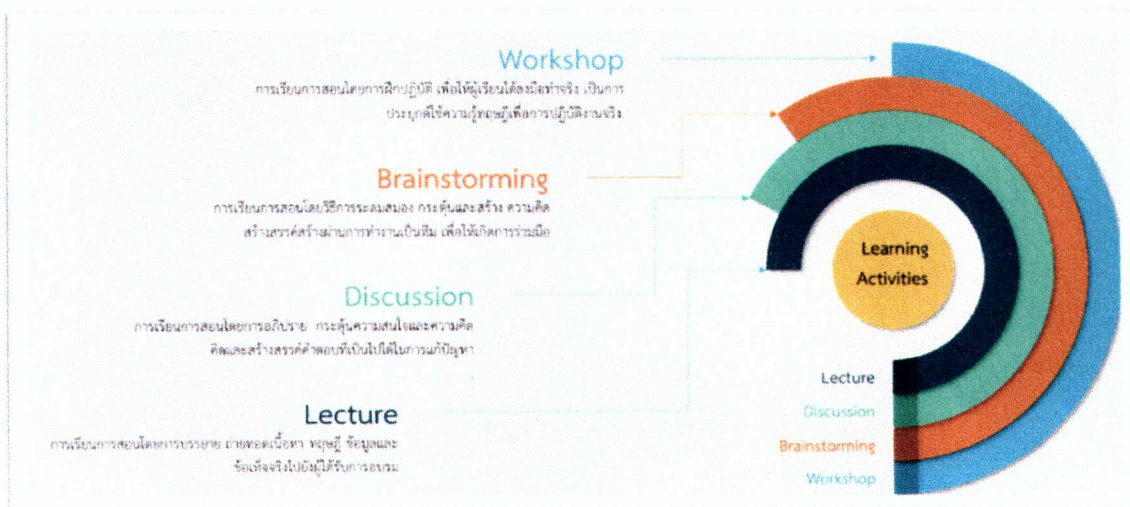 Workshop
การเรียนการสอนโดยการฝึกปฏิบัติ เพื่อให้ผู้เรียนได้ลงมือทำจริง เป็นการ
ประยุกต์ใช้ความรู้ทฤษฎีเพื่อการปฏิบัติงานจริง
Brainstorming
การเรียนการสอนโดยวิธีการระดมสมอง กระตุ้นและสร้าง ความคิด
สร้างสรรค์สร้างผ่านการทำงานเป็นทีม เพื่อให้เกิดการร่วมมือ
Discussion
การเรียนการสอนโดยการอภิปราย กระตุ้นความสนใจและความคิด
คิดและสร้างสรรค์คำตอบที่เป็นไปได้ในการแก้ปัญหา
Lecture
การเรียนการสอนโดยการบรรยาย ถ่ายทอดเนื้อหา ทฤษฎี ข้อมูลและ
ข้อเท็จจริงไปยังผู้ได้รับการอบรม
Learning
Activities
Lecture
Discussion
Brainstorming
Workshop